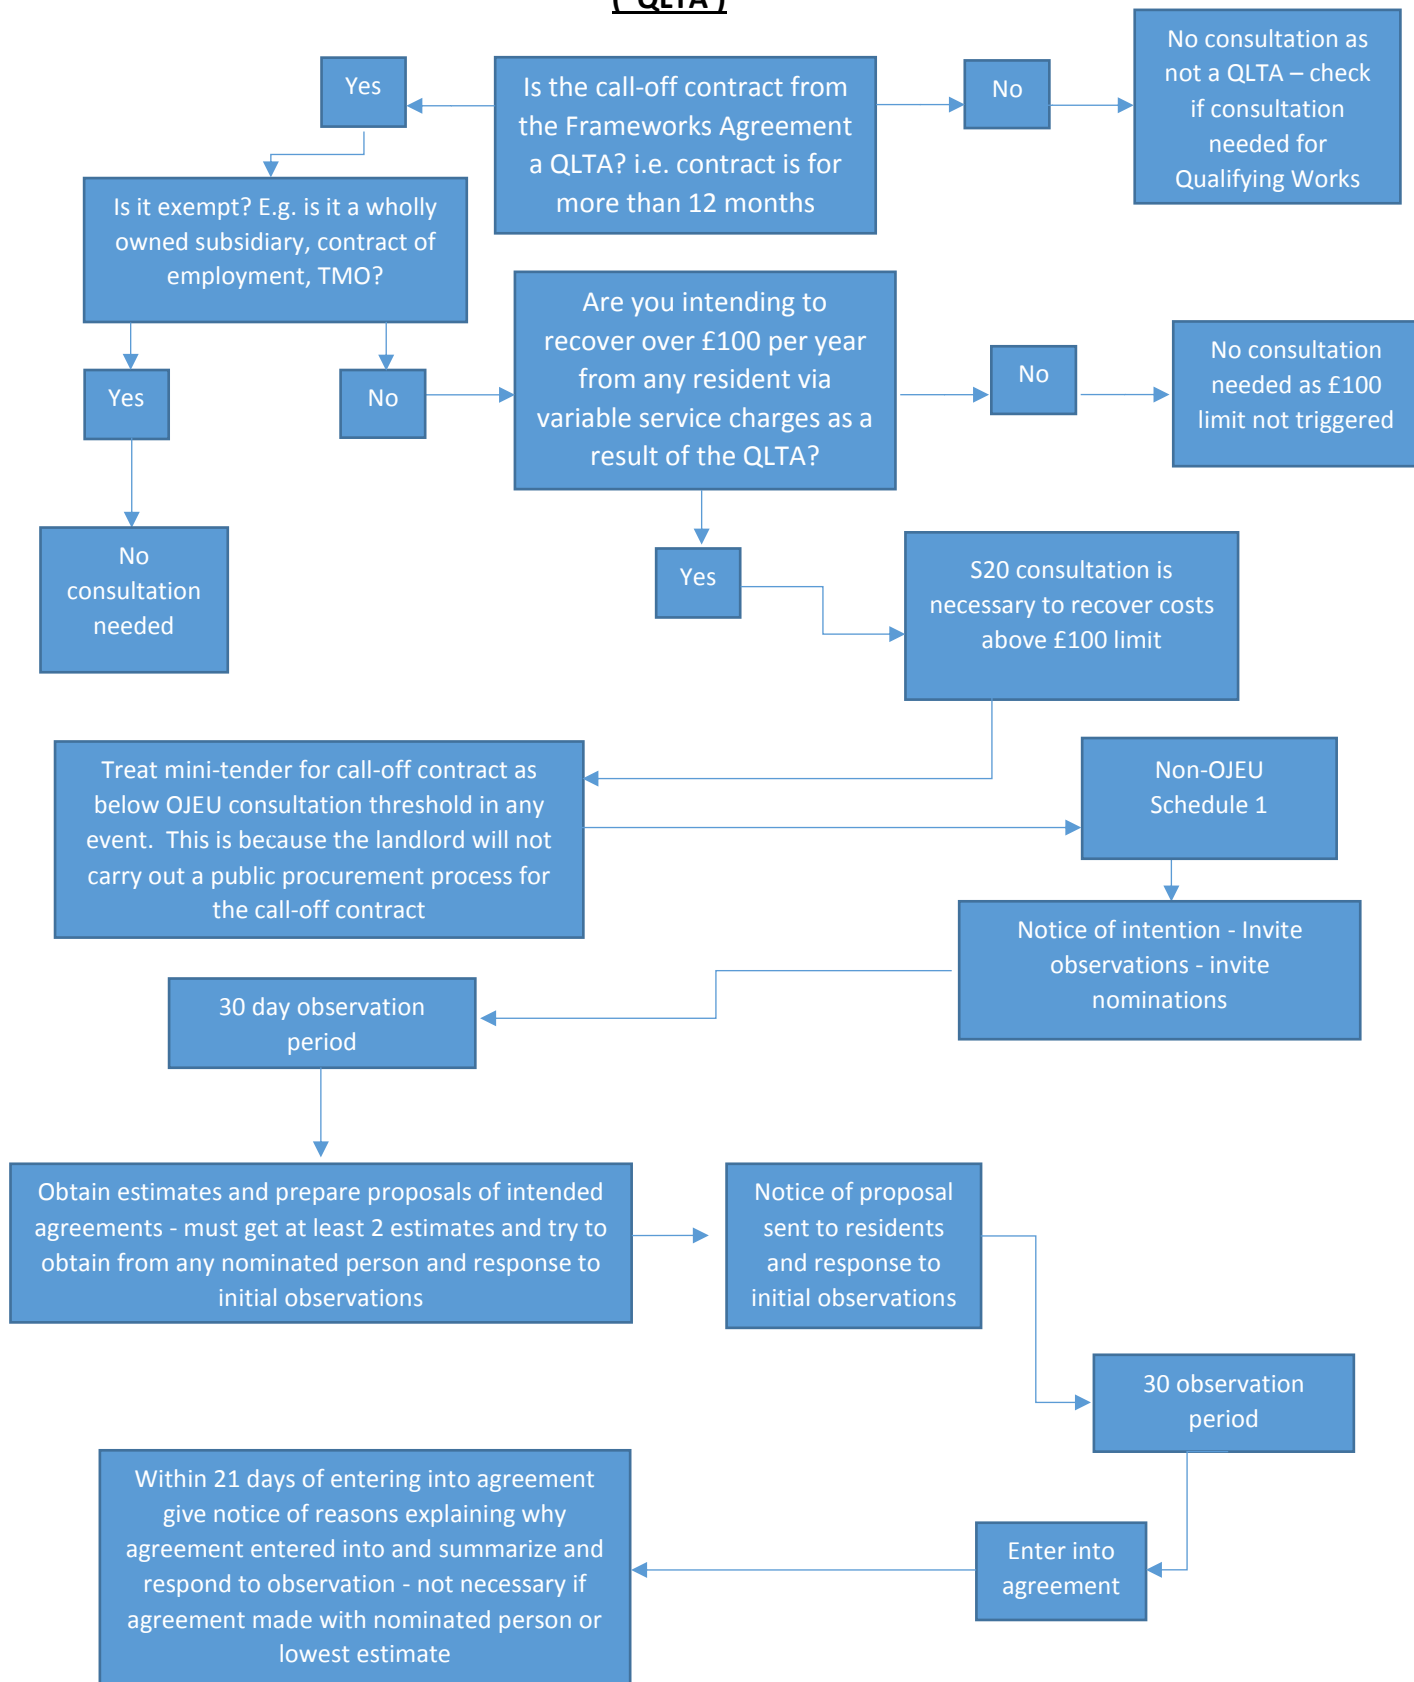 ("QLTA")
Yes
Is the call-off contract from
the Frameworks Agreement
a QLTA? i.e. contract is for
more than 12 months
No
No consultation as
not a QLTA – check
if consultation
needed for
Qualifying Works
Is it exempt? E.g. is it a wholly
owned subsidiary, contract of
employment, TMO?
Are you intending to
recover over £100 per year
from any resident via
variable service charges as a
result of the QLTA?
No
No consultation
needed as £100
limit not triggered
Yes
No
No
consultation
needed
Yes
S20 consultation is
necessary to recover costs
above £100 limit
Treat mini-tender for call-off contract as
below OJEU consultation threshold in any
event.  This is because the landlord will not
carry out a public procurement process for
the call-off contract
Non-OJEU
Schedule 1
Notice of intention - Invite
observations - invite
nominations
30 day observation
period
Obtain estimates and prepare proposals of intended
agreements - must get at least 2 estimates and try to
obtain from any nominated person and response to
initial observations
Notice of proposal
sent to residents
and response to
initial observations
30 observation
period
Enter into
agreement
Within 21 days of entering into agreement
give notice of reasons explaining why
agreement entered into and summarize and
respond to observation - not necessary if
agreement made with nominated person or
lowest estimate